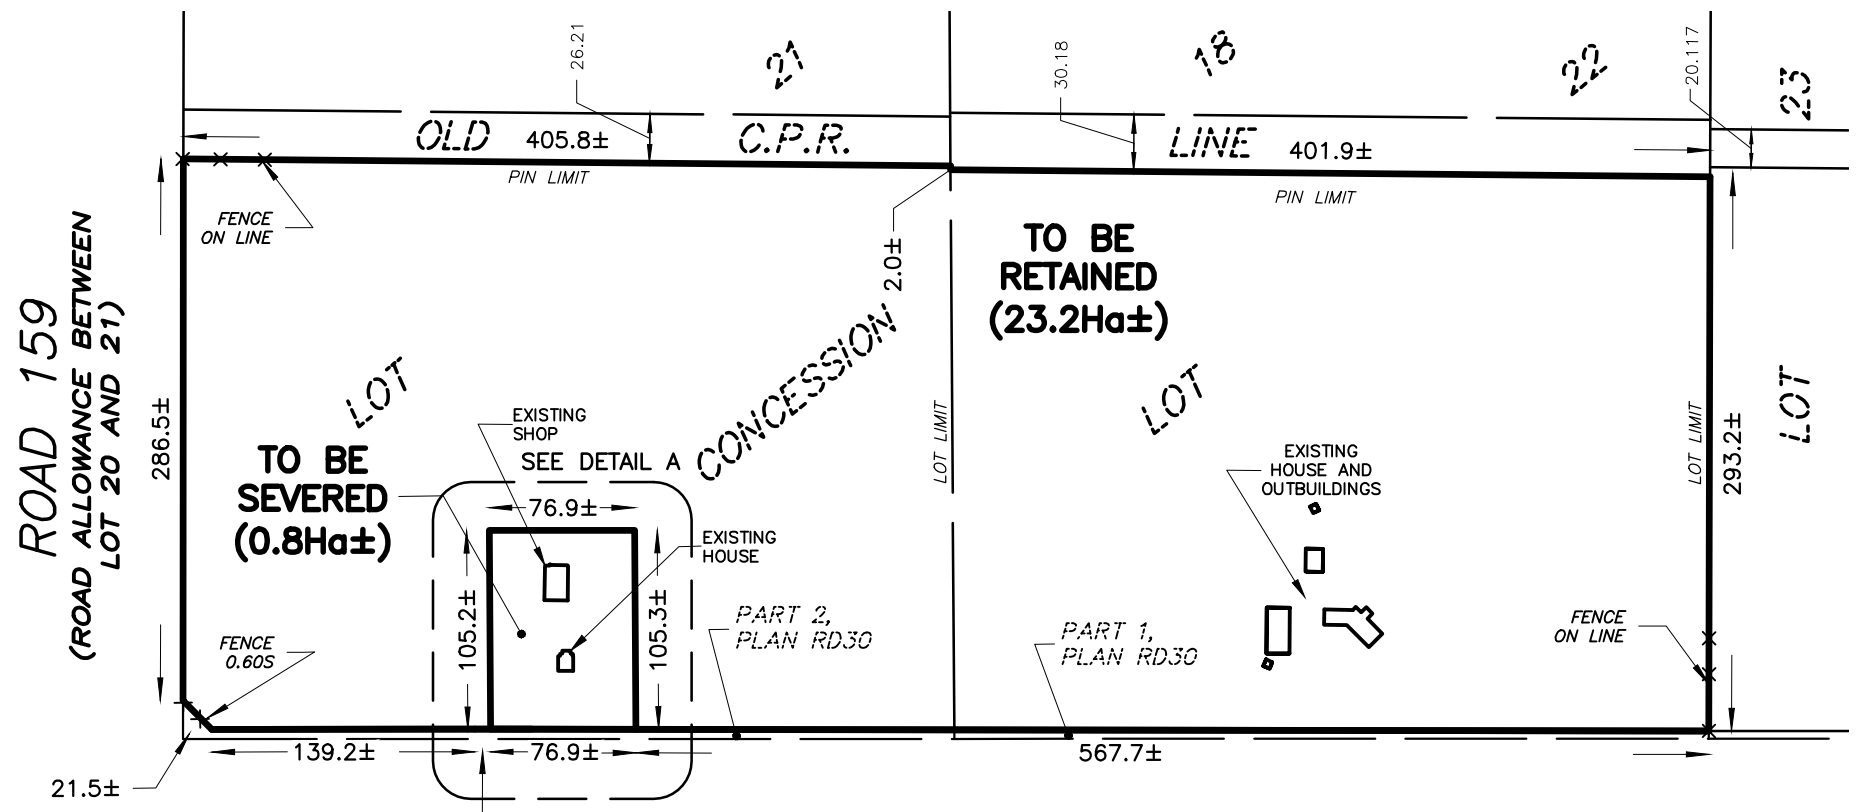 26.21
21
30.18
18
22
20.117
23
OLD
405.8±
C.P.R.
LINE
401.9±
PIN LIMIT
PIN LIMIT
FENCE
ON LINE
2.0±
TO BE
RETAINED
(23.2Ha±)
ROAD 159
(ROAD ALLOWANCE BETWEEN
LOT 20 AND 21)
286.5±
LOT
CONCESSION
LOT LIMIT
LOT
LOT LIMIT
293.2±
LOT
EXISTING
SHOP
SEE DETAIL A
TO BE
SEVERED
(0.8Ha±)
76.9±
EXISTING
HOUSE
105.2±
105.3±
EXISTING
HOUSE AND
OUTBUILDINGS
PART 2,
PLAN RD30
PART 1,
PLAN RD30
FENCE
ON LINE
FENCE
0.60S
139.2±
76.9±
567.7±
21.5±